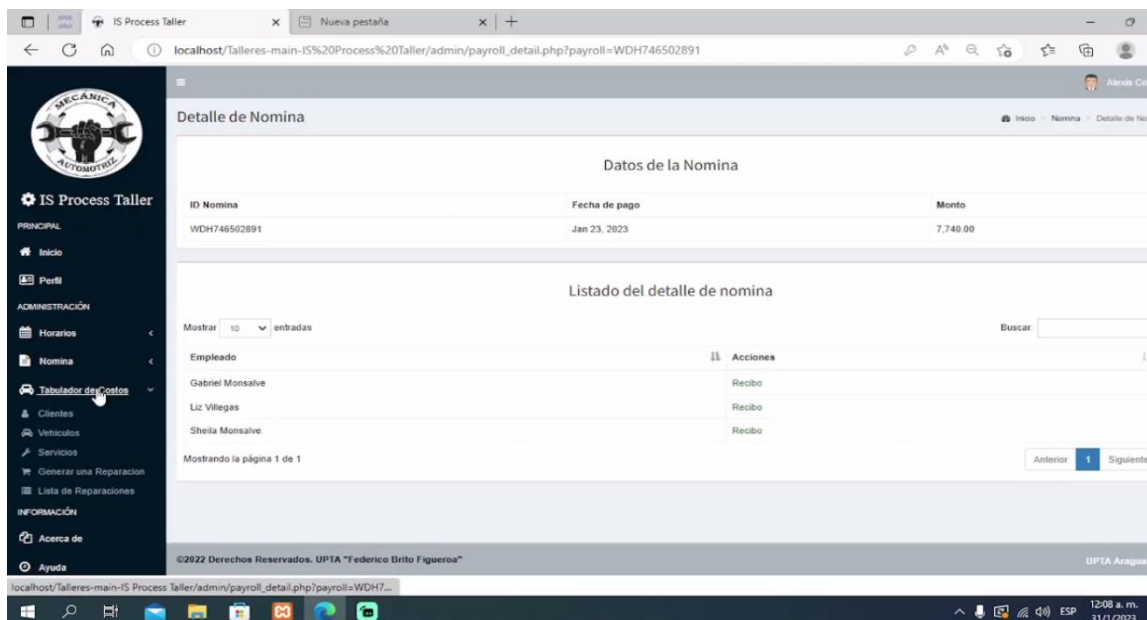 IS Process Taller
Nueva pestaña
localhost/Talleres-main-IS%20Process%20Taller/admin/payroll_detail.php?payroll=WDH746502891
MECÁNICA
AUTOMOTRIZ
IS Process Taller
PRINCIPAL
Inicio
Perfil
ADMINISTRACIÓN
Horarios
Nomina
Tabulador de Costos
Clientes
Vehiculos
Servicios
Generar una Reparacion
Lista de Reparaciones
INFORMACIÓN
Acerca de
Ayuda
Alexis Co
Detalle de Nomina
Inicio > Nomina > Detalle de No
Datos de la Nomina
ID Nomina Fecha de pago Monto
WDH746502891 Jan 23, 2023 7,740.00
Listado del detalle de nomina
Mostrar 10 entradas Buscar:
Empleado Acciones
Gabriel Monsalve Recibo
Liz Villegas Recibo
Sheila Monsalve Recibo
Mostrando la página 1 de 1 Anterior 1 Siguiente
©2022 Derechos Reservados. UPTA "Federico Brito Figueroa" UPTA Aragua
localhost/Talleres-main-IS Process Taller/admin/payroll_detail.php?payroll=WDH7...
ESP
12:08 a. m.
31/1/2023